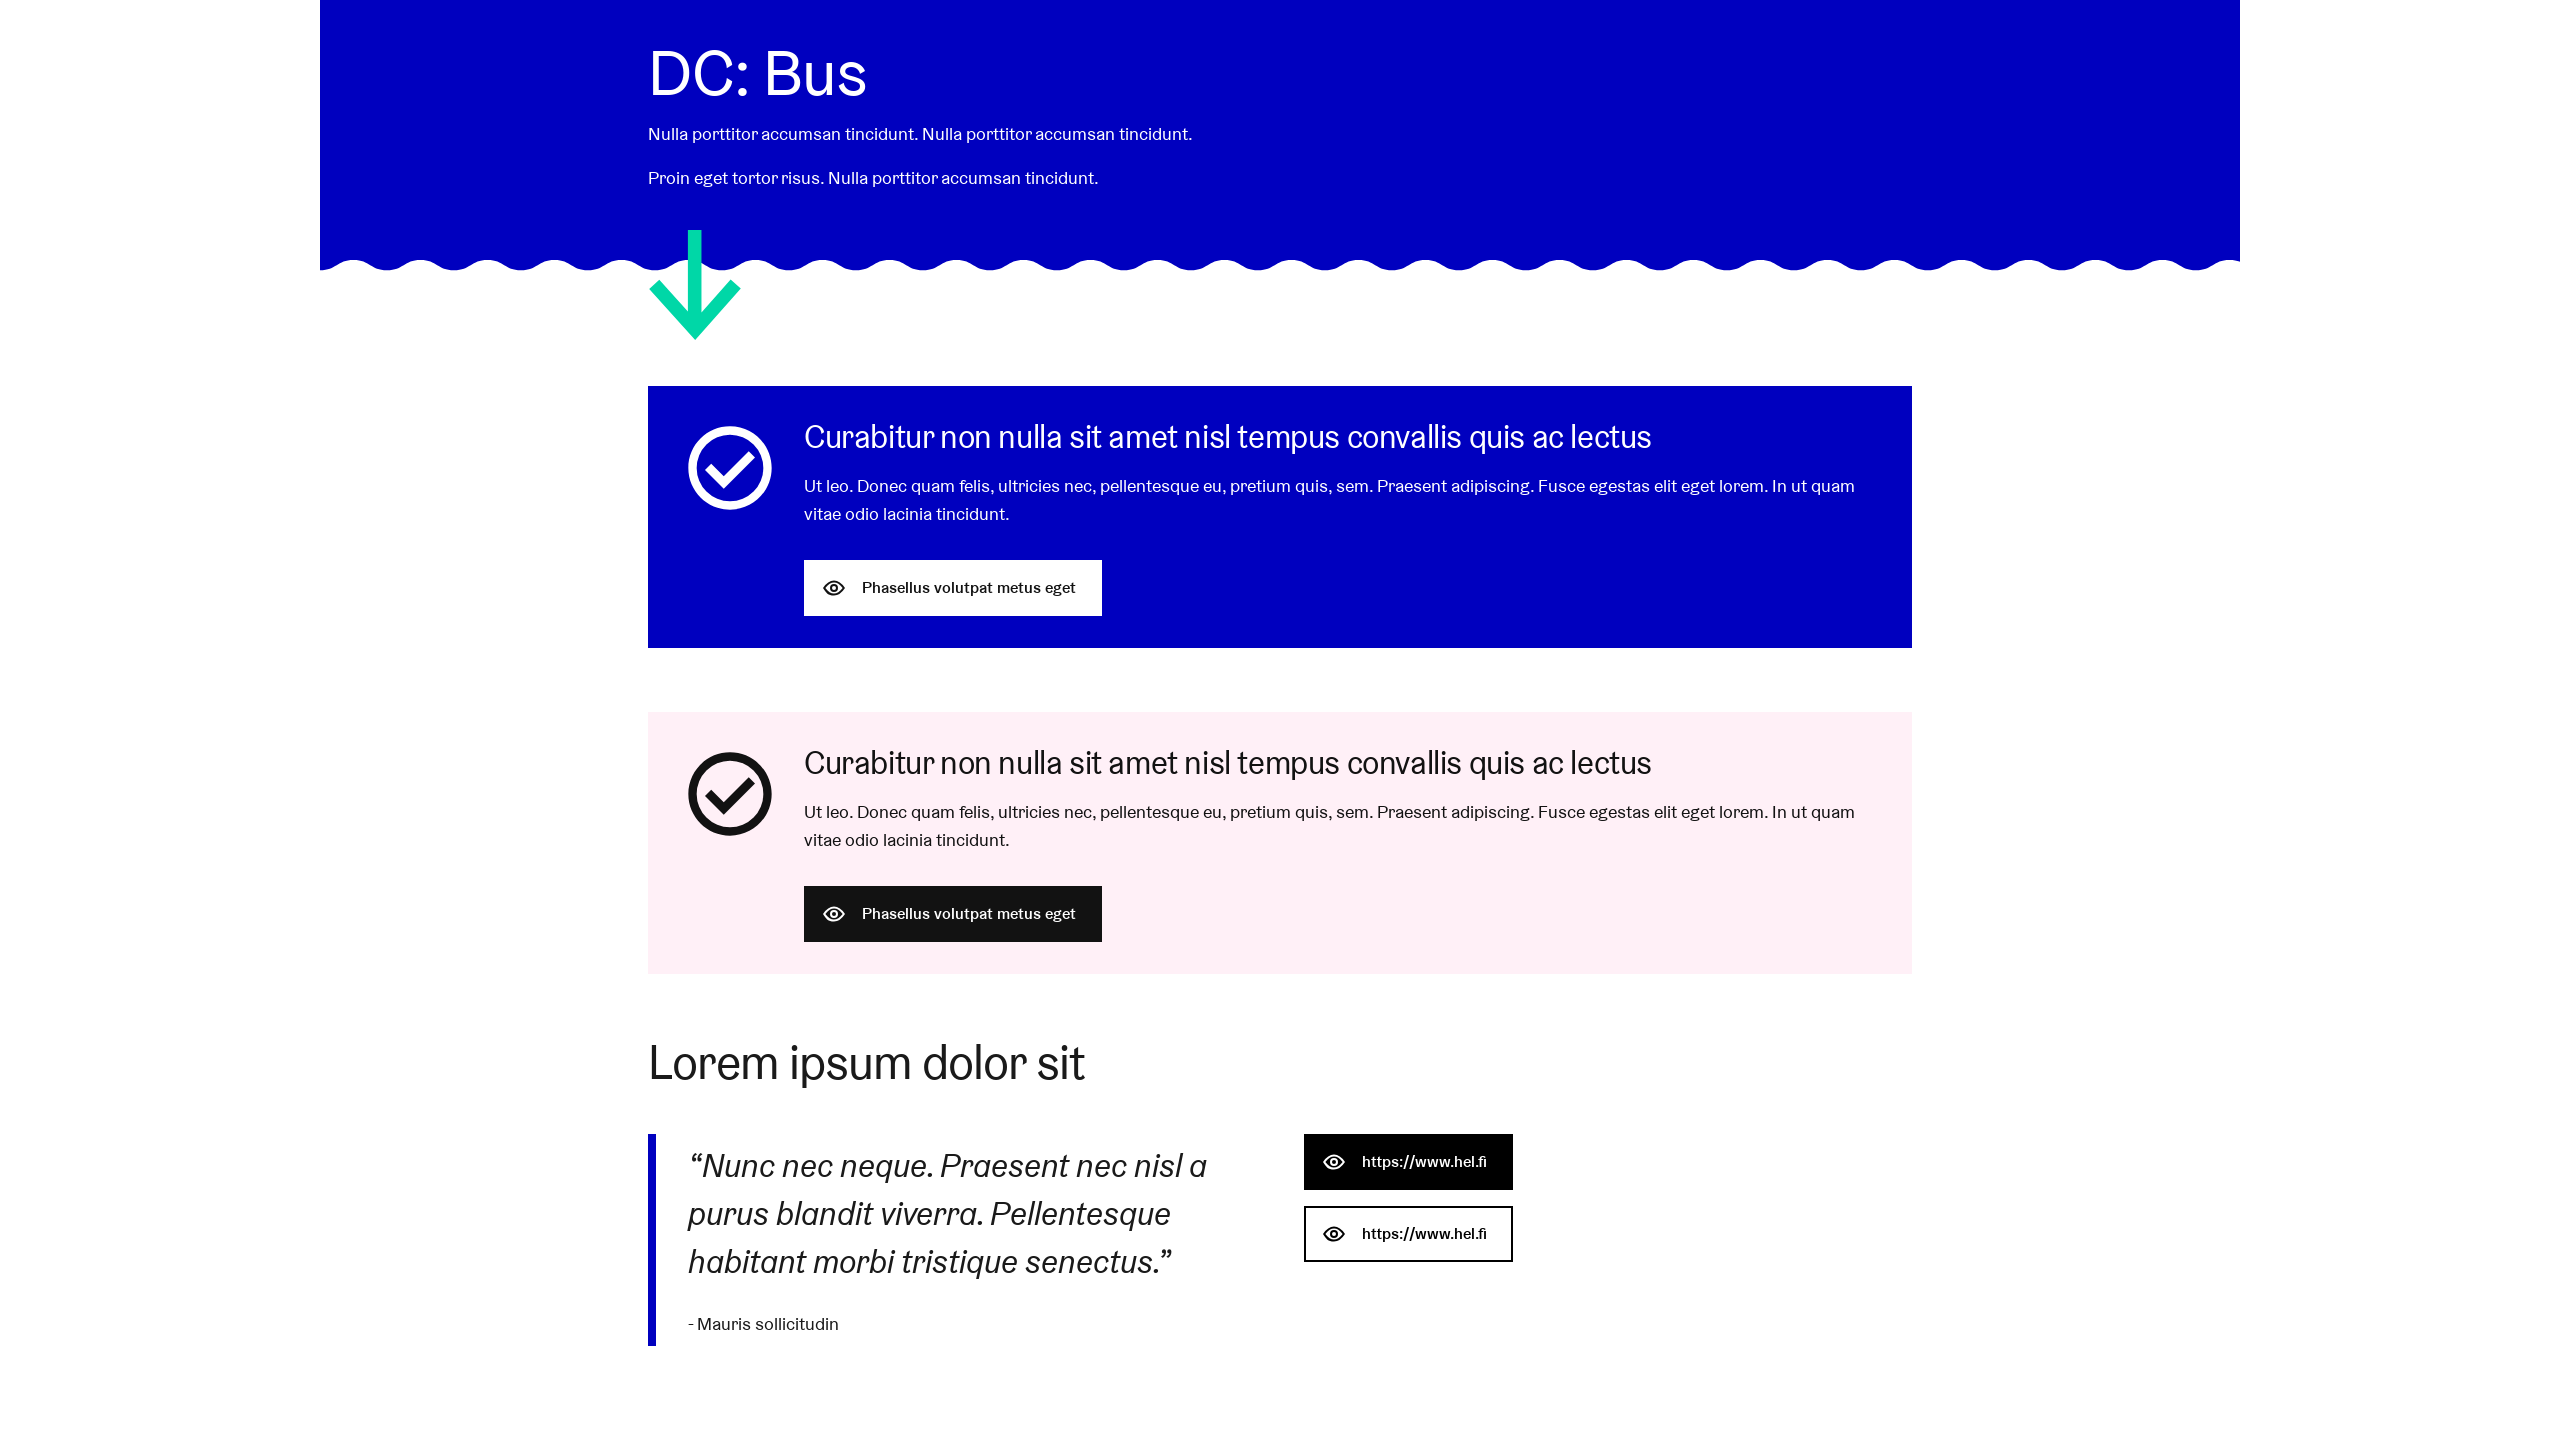 DC: Bus
Nulla porttitor accumsan tincidunt. Nulla porttitor accumsan tincidunt.
Proin eget tortor risus. Nulla porttitor accumsan tincidunt.
Curabitur non nulla sit amet nisl tempus convallis quis ac lectus
Ut leo. Donec quam felis, ultricies nec, pellentesque eu, pretium quis, sem. Praesent adipiscing. Fusce egestas elit eget lorem. In ut quam
vitae odio lacinia tincidunt.
Phasellus volutpat metus eget
Curabitur non nulla sit amet nisl tempus convallis quis ac lectus
Ut leo. Donec quam felis, ultricies nec, pellentesque eu, pretium quis, sem. Praesent adipiscing. Fusce egestas elit eget lorem. In ut quam
vitae odio lacinia tincidunt.
Phasellus volutpat metus eget
Lorem ipsum dolor sit
“Nunc nec neque. Praesent nec nisl a
purus blandit viverra. Pellentesque
habitant morbi tristique senectus.”
- Mauris sollicitudin
https://www.hel.fi
https://www.hel.fi